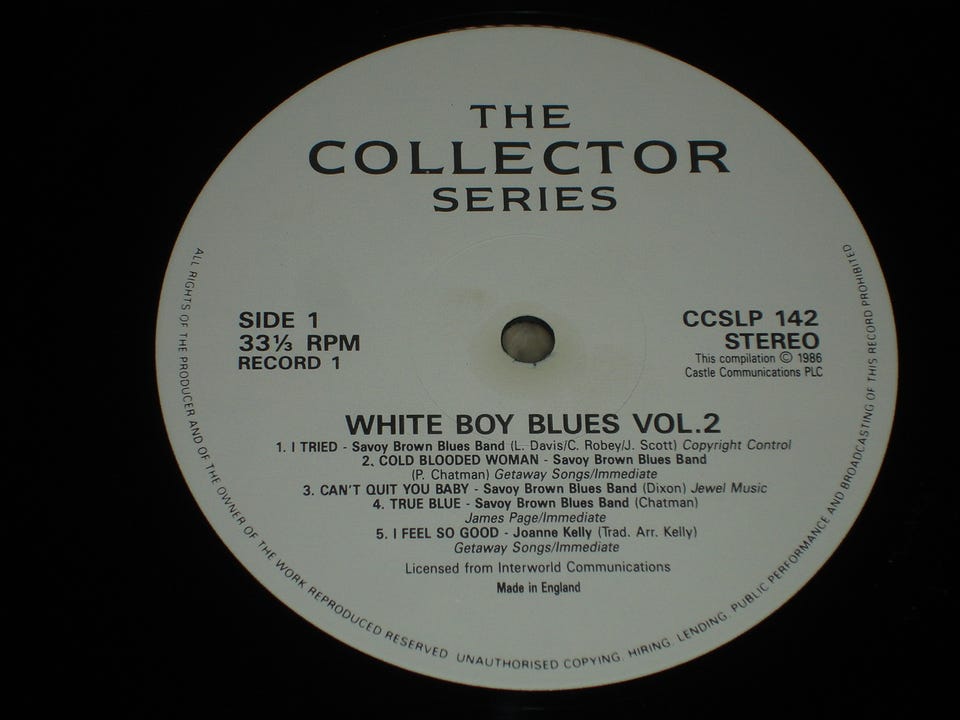 THE
COLLECTOR
SERIES
SIDE 1
33⅓ RPM
RECORD 1
CCSLP 142
STEREO
This compilation © 1986
Castle Communications PLC
WHITE BOY BLUES VOL.2
1. I TRIED - Savoy Brown Blues Band (L. Davis/C. Robey/J. Scott) Copyright Control
2. COLD BLOODED WOMAN - Savoy Brown Blues Band
(P. Chatman) Getaway Songs/Immediate
3. CAN'T QUIT YOU BABY - Savoy Brown Blues Band (Dixon) Jewel Music
4. TRUE BLUE - Savoy Brown Blues Band (Chatman)
James Page/Immediate
5. I FEEL SO GOOD - Joanne Kelly (Trad. Arr. Kelly)
Getaway Songs/Immediate
Licensed from Interworld Communications
Made in England
ALL RIGHTS OF THE PRODUCER AND OF THE OWNER OF THE WORK REPRODUCED RESERVED UNAUTHORISED COPYING, HIRING, LENDING, PUBLIC PERFORMANCE AND BROADCASTING OF THIS RECORD PROHIBITED